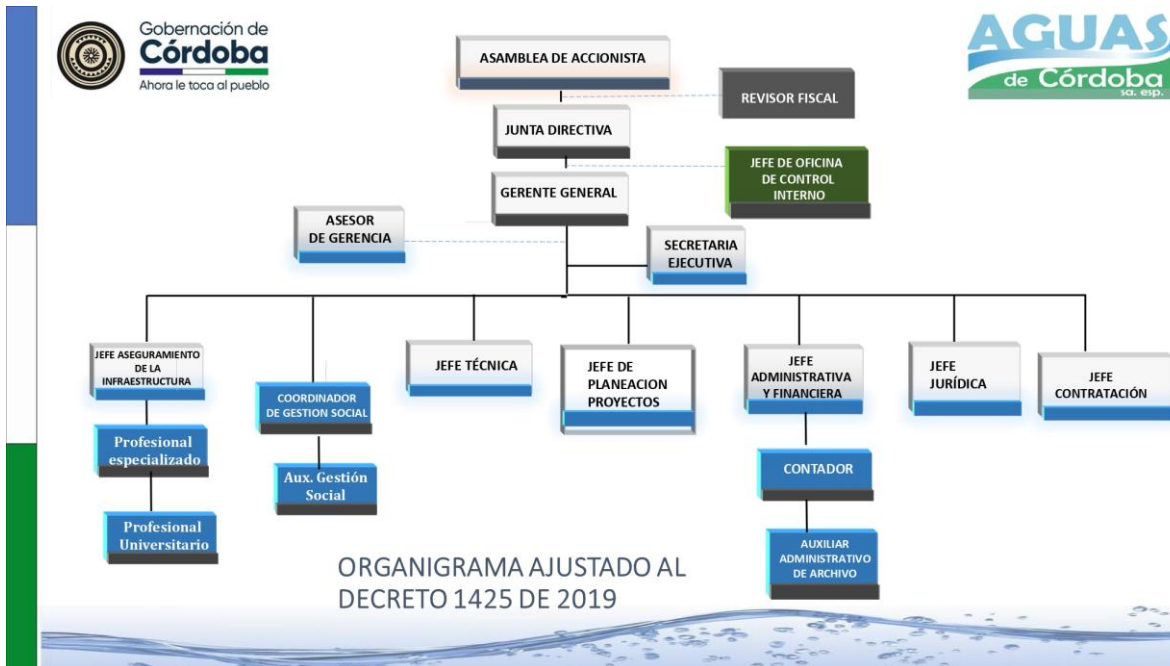 Gobernación de
Córdoba
Ahora le toca al pueblo
AGUAS
de Córdoba
sa. esp.
ASAMBLEA DE ACCIONISTA
REVISOR FISCAL
JUNTA DIRECTIVA
JEFE DE OFICINA
DE CONTROL
INTERNO
GERENTE GENERAL
ASESOR
DE GERENCIA
SECRETARIA
EJECUTIVA
JEFE ASEGURAMIENTO
DE LA
INFRAESTRUCTURA
COORDINADOR
DE GESTION SOCIAL
JEFE TÉCNICA
JEFE DE
PLANEACION
PROYECTOS
JEFE
ADMINISTRATIVA
Y FINANCIERA
JEFE
JURÍDICA
JEFE
CONTRATACIÓN
Profesional
especializado
Aux. Gestión
Social
CONTADOR
Profesional
Universitario
AUXILIAR
ADMINISTRATIVO
DE ARCHIVO
ORGANIGRAMA AJUSTADO AL
DECRETO 1425 DE 2019